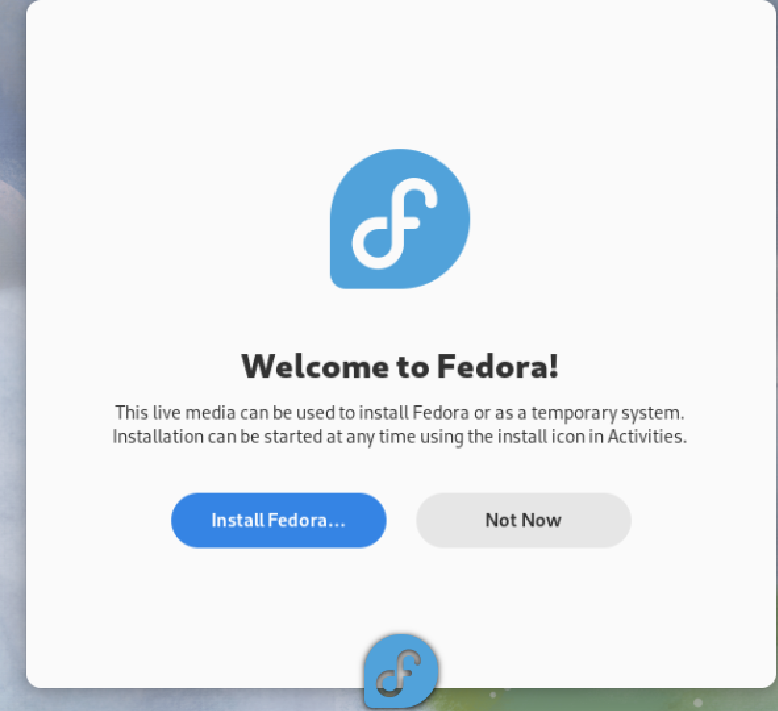 Welcome to Fedora!
This live media can be used to install Fedora or as a temporary system.
Installation can be started at any time using the install icon in Activities.
Install Fedora...
Not Now